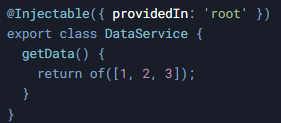 @Injectable({ providedIn: 'root' })
export class DataService {
  getData() {
    return of([1, 2, 3]);
  }
}